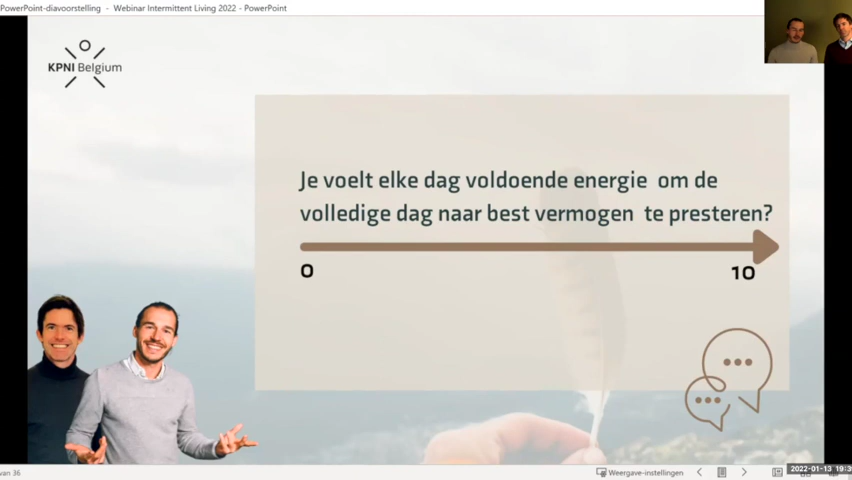 PowerPoint-diavoorstelling - Webinar Intermittent Living 2022 - PowerPoint
KPNI Belgium
Je voelt elke dag voldoende energie om de
volledige dag naar best vermogen te presteren?
0
10
van 36
Weergave-instellingen
2022-01-13